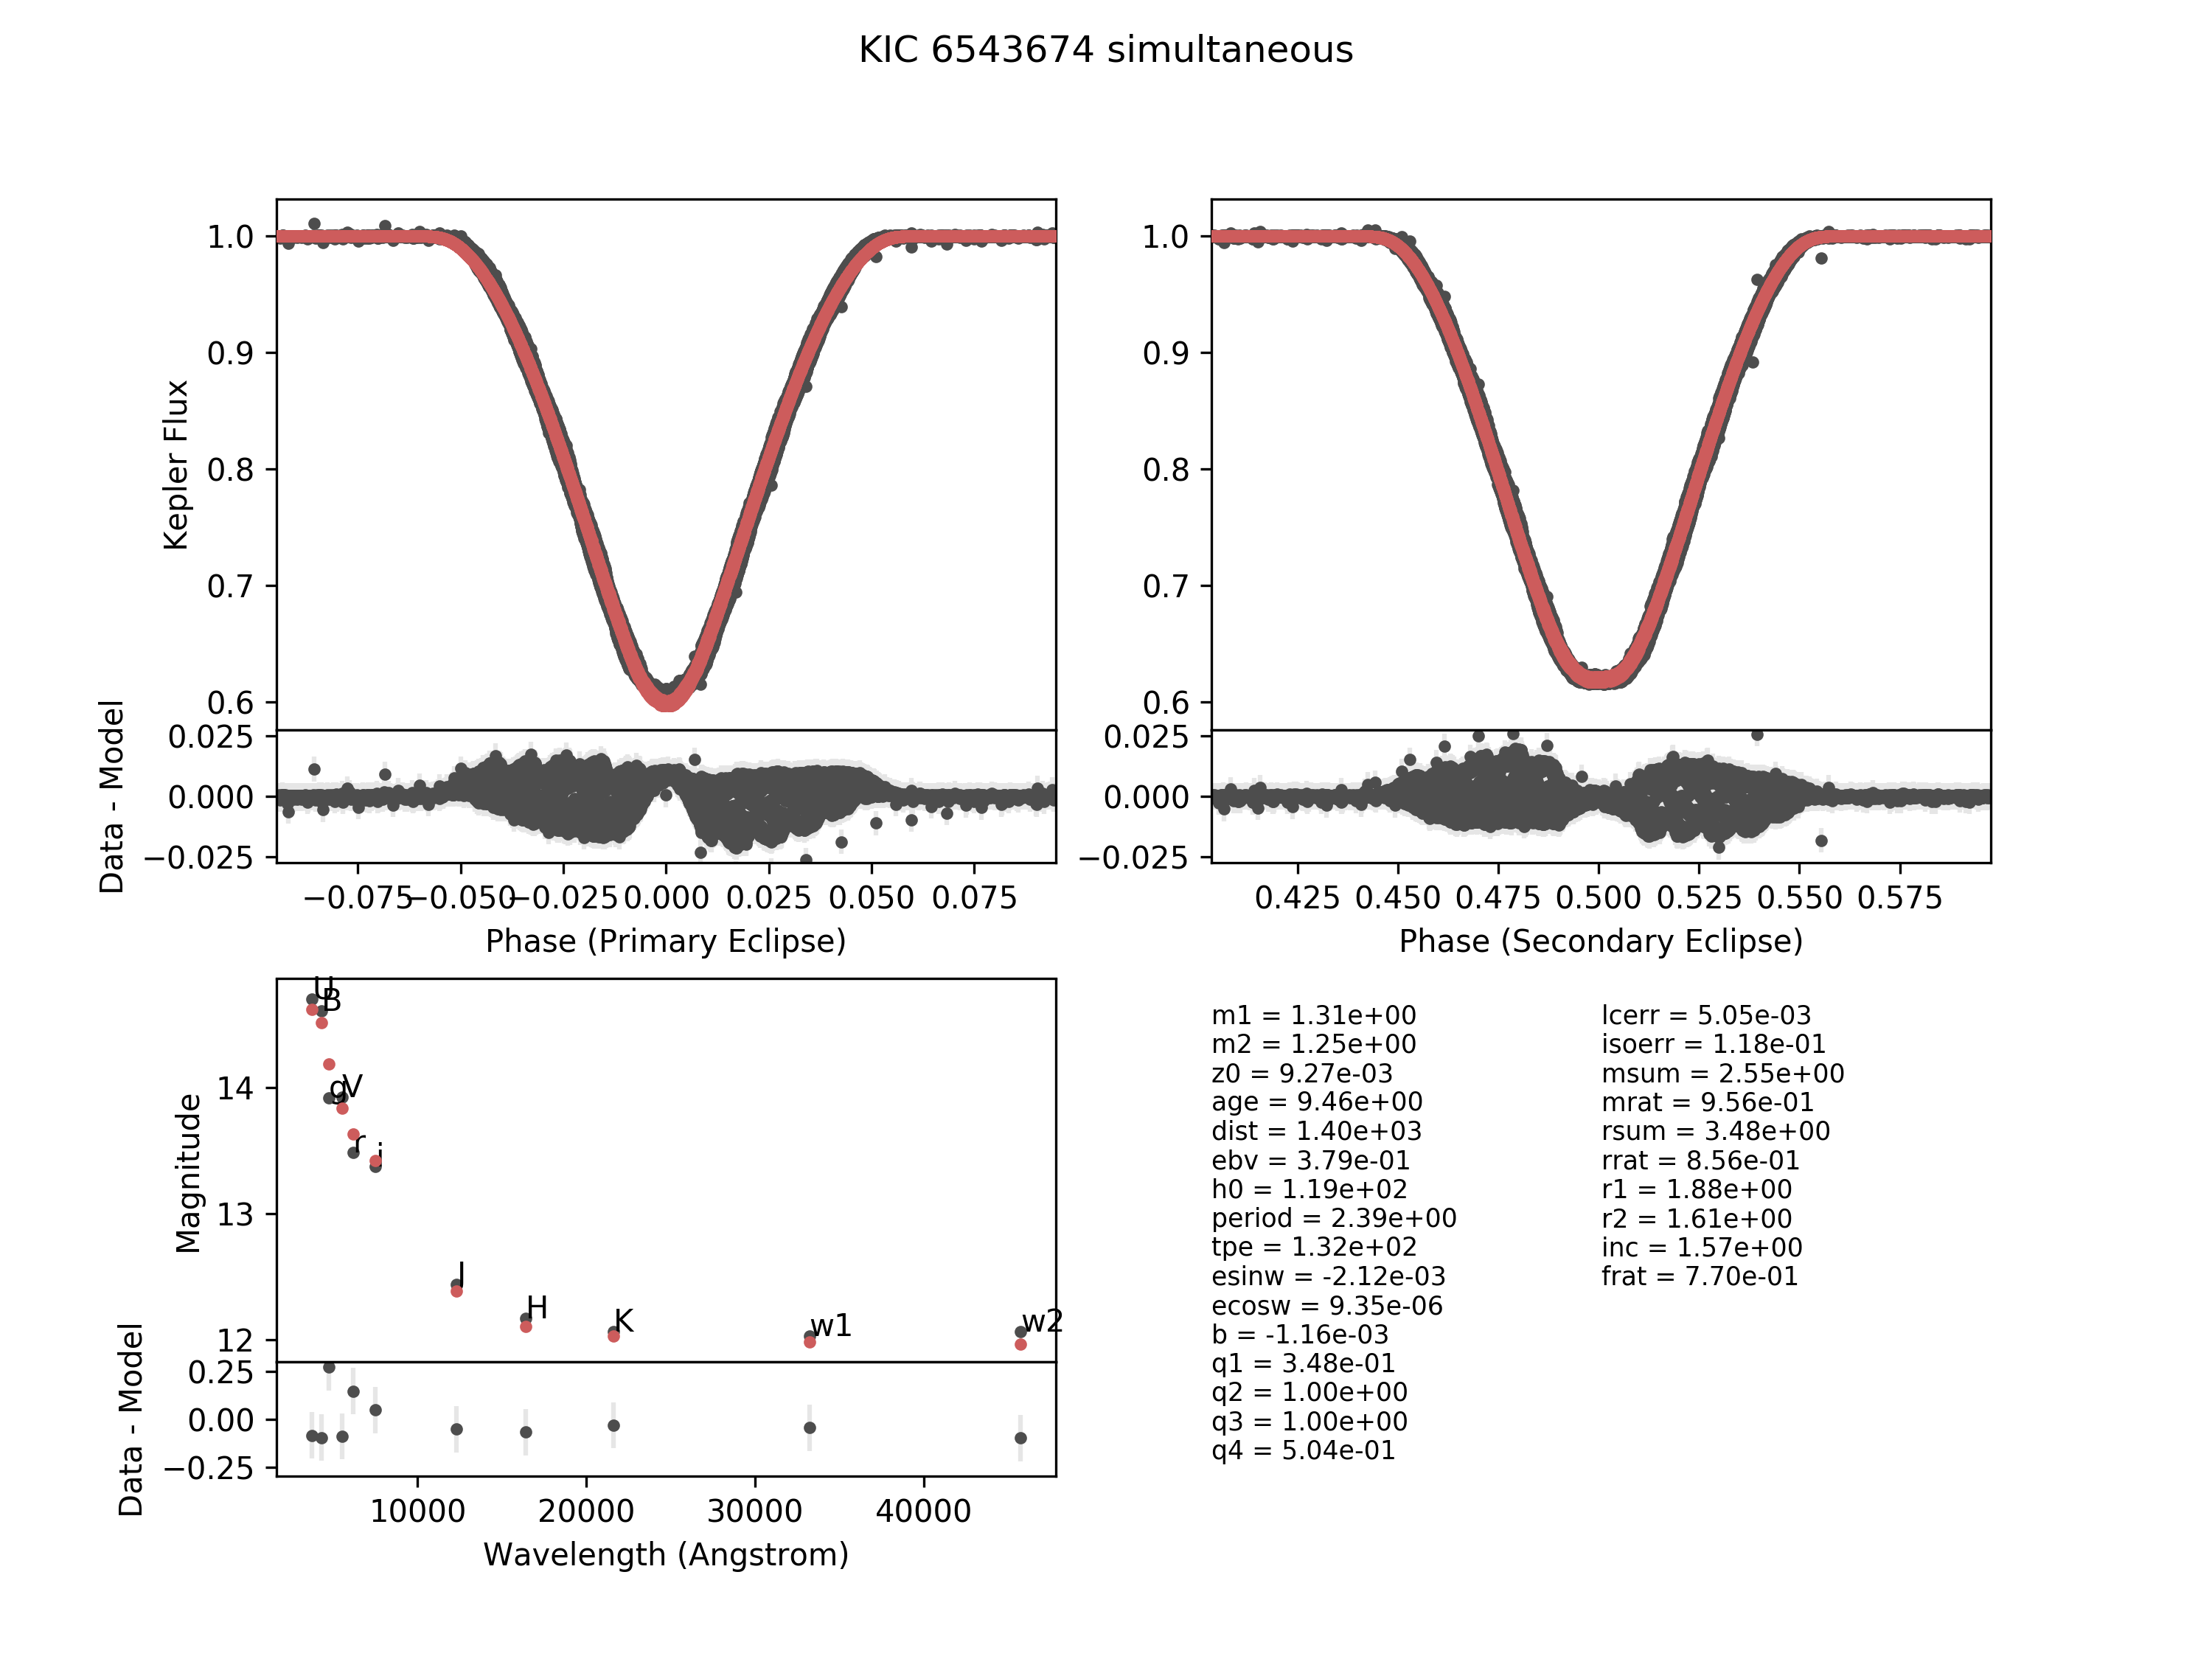 KIC 6543674 simultaneous
1.0
0.9
0.8
0.7
0.6
Kepler Flux
0.025
0.000
−0.025
Data - Model
−0.075 −0.050 −0.025 0.000 0.025 0.050 0.075
Phase (Primary Eclipse)
1.0
0.9
0.8
0.7
0.6
0.025
0.000
−0.025
0.425 0.450 0.475 0.500 0.525 0.550 0.575
Phase (Secondary Eclipse)
14
13
12
Magnitude
U
B
g
V
r
i
J
H
K
w1
w2
0.25
0.00
−0.25
Data - Model
10000 20000 30000 40000
Wavelength (Angstrom)
m1 = 1.31e+00
m2 = 1.25e+00
z0 = 9.27e-03
age = 9.46e+00
dist = 1.40e+03
ebv = 3.79e-01
h0 = 1.19e+02
period = 2.39e+00
tpe = 1.32e+02
esinw = -2.12e-03
ecosw = 9.35e-06
b = -1.16e-03
q1 = 3.48e-01
q2 = 1.00e+00
q3 = 1.00e+00
q4 = 5.04e-01
lcerr = 5.05e-03
isoerr = 1.18e-01
msum = 2.55e+00
mrat = 9.56e-01
rsum = 3.48e+00
rrat = 8.56e-01
r1 = 1.88e+00
r2 = 1.61e+00
inc = 1.57e+00
frat = 7.70e-01